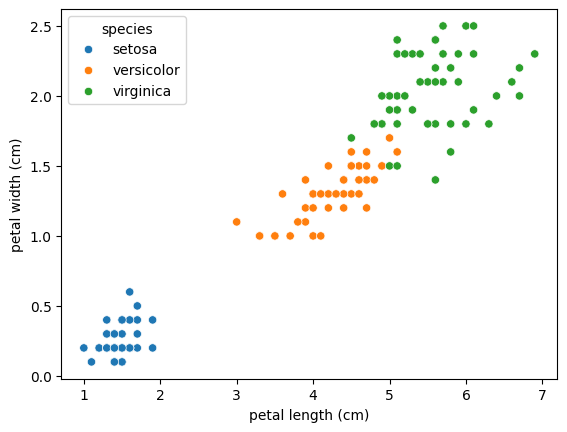 species
setosa
versicolor
virginica
2.5
2.0
1.5
1.0
0.5
0.0
petal width (cm)
1 2 3 4 5 6 7
petal length (cm)